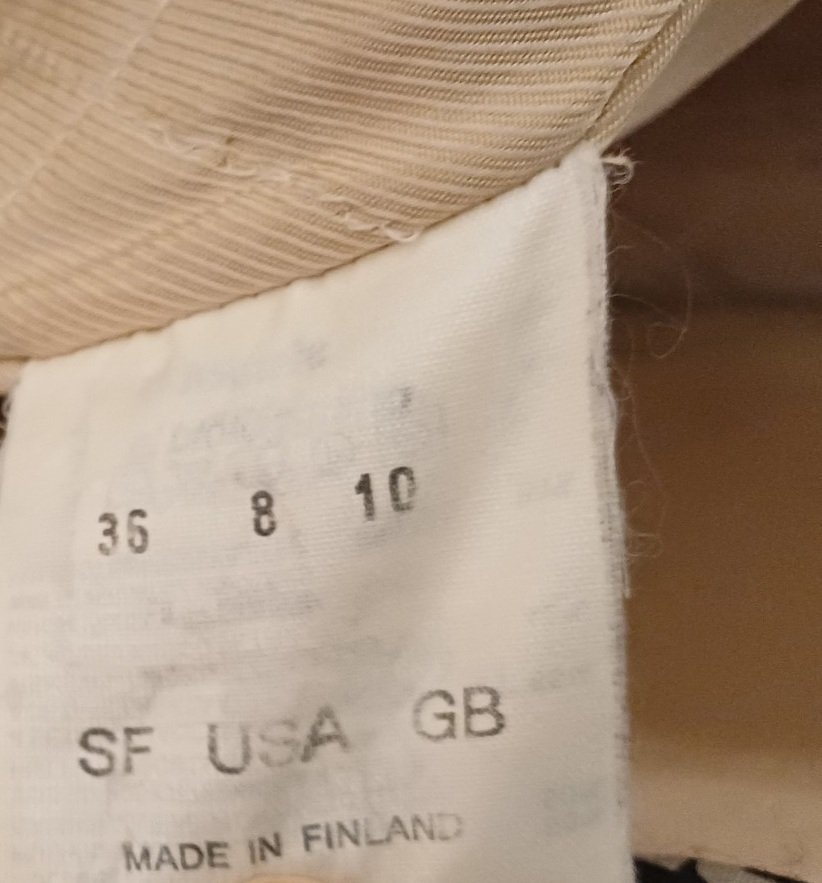 36 8 10
SF USA GB
MADE IN FINLAND